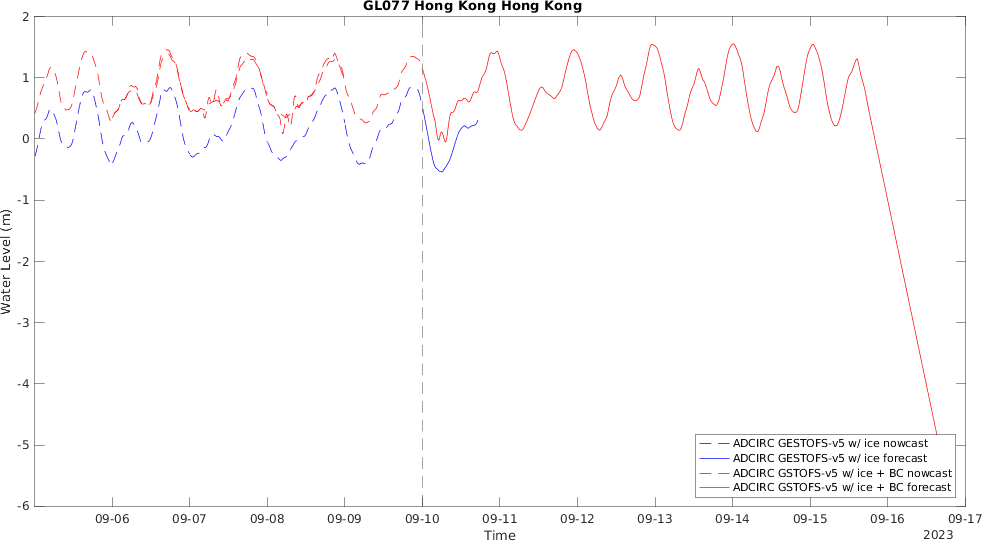 GL077 Hong Kong Hong Kong
2
1
0
-1
-2
-3
-4
-5
-6
Water Level (m)
ADCIRC GESTOFS-v5 w/ ice nowcast
ADCIRC GESTOFS-v5 w/ ice forecast
ADCIRC GSTOFS-v5 w/ ice + BC nowcast
ADCIRC GSTOFS-v5 w/ ice + BC forecast
09-06 09-07 09-08 09-09 09-10 09-11 09-12 09-13 09-14 09-15 09-16 09-17
Time
2023